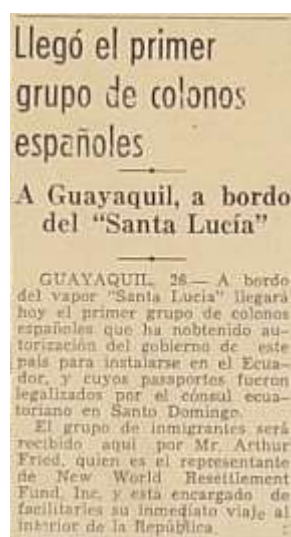 Llegó el primer
grupo de colonos
españoles
A Guayaquil, a bordo
del "Santa Lucía"
GUAYAQUIL, 26— A bordo
del vapor "Santa Lucia" llegará
hoy el primer grupo de colonos
españoles que ha nobtenido au-
torización del gobierno de este
país para instalarse en el Ecua-
dor, y cuyos pasaportes fueron
legalizados por el cónsul ecua-
toriano en Santo Domingo.
El grupo de inmigrantes será
recibido aquí por Mr. Arthur
Fried, quien es el representante
de New World Resetlement
Fund, Inc. y está encargado de
facilitarles su inmediato viaje al
interior de la República.